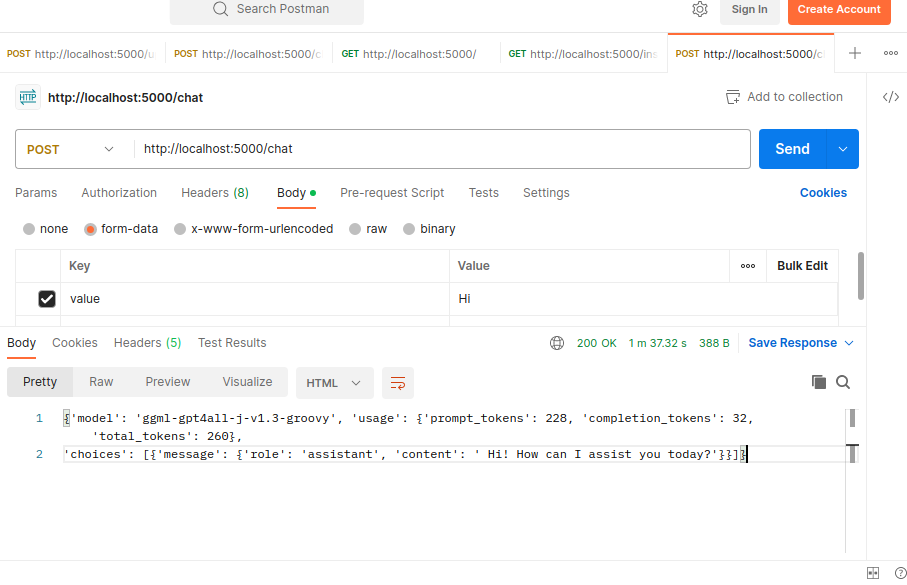 Search Postman
Sign In
Create Account
POST http://localhost:5000/u
POST http://localhost:5000/c
GET http://localhost:5000/
GET http://localhost:5000/ins
POST http://localhost:5000/c
HTTP http://localhost:5000/chat
Add to collection
</>
POST
http://localhost:5000/chat
Send
Params Authorization Headers (8) Body Pre-request Script Tests Settings Cookies
none form-data x-www-form-urlencoded raw binary
Key Value Bulk Edit
value Hi
Body Cookies Headers (5) Test Results 200 OK 1 m 37.32 s 388 B Save Response
Pretty Raw Preview Visualize HTML
1 {'model': 'ggml-gpt4all-j-v1.3-groovy', 'usage': {'prompt_tokens': 228, 'completion_tokens': 32,
'total_tokens': 260},
2 'choices': [{'message': {'role': 'assistant', 'content': ' Hi! How can I assist you today?'}}]}